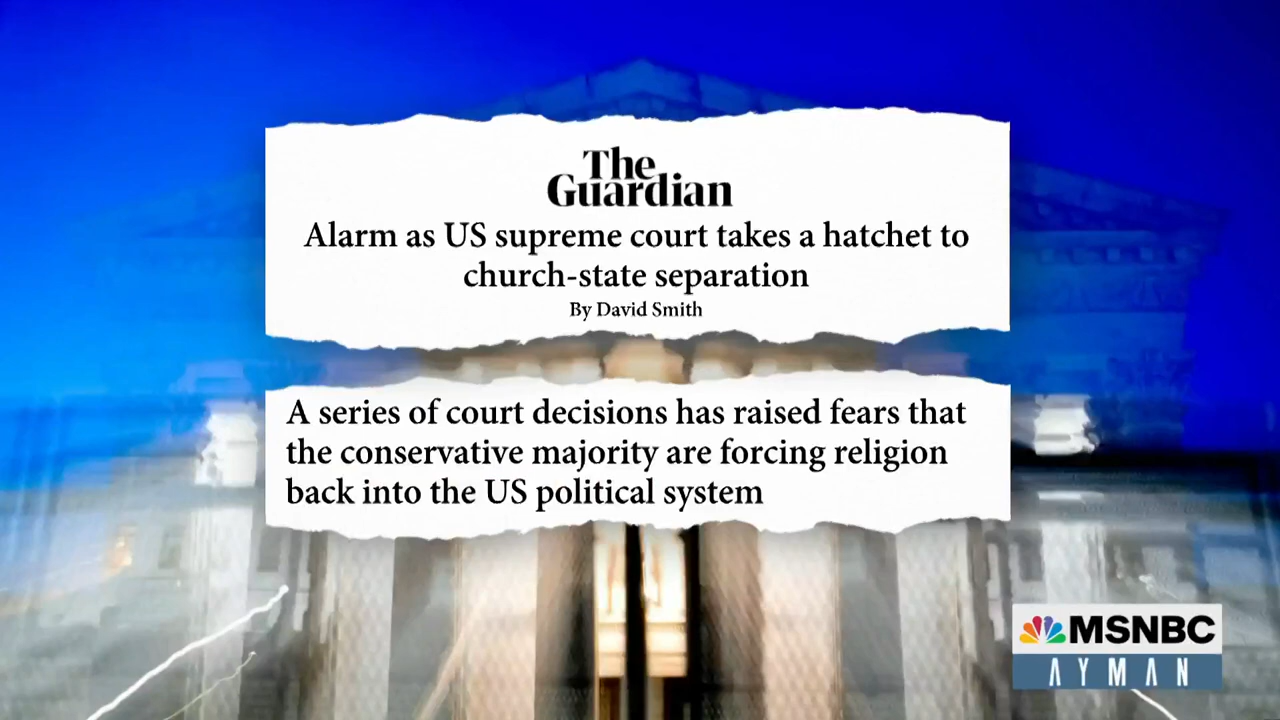 The
Guardian
Alarm as US supreme court takes a hatchet to
church-state separation
By David Smith
A series of court decisions has raised fears that
the conservative majority are forcing religion
back into the US political system
MSNBC
AYMAN